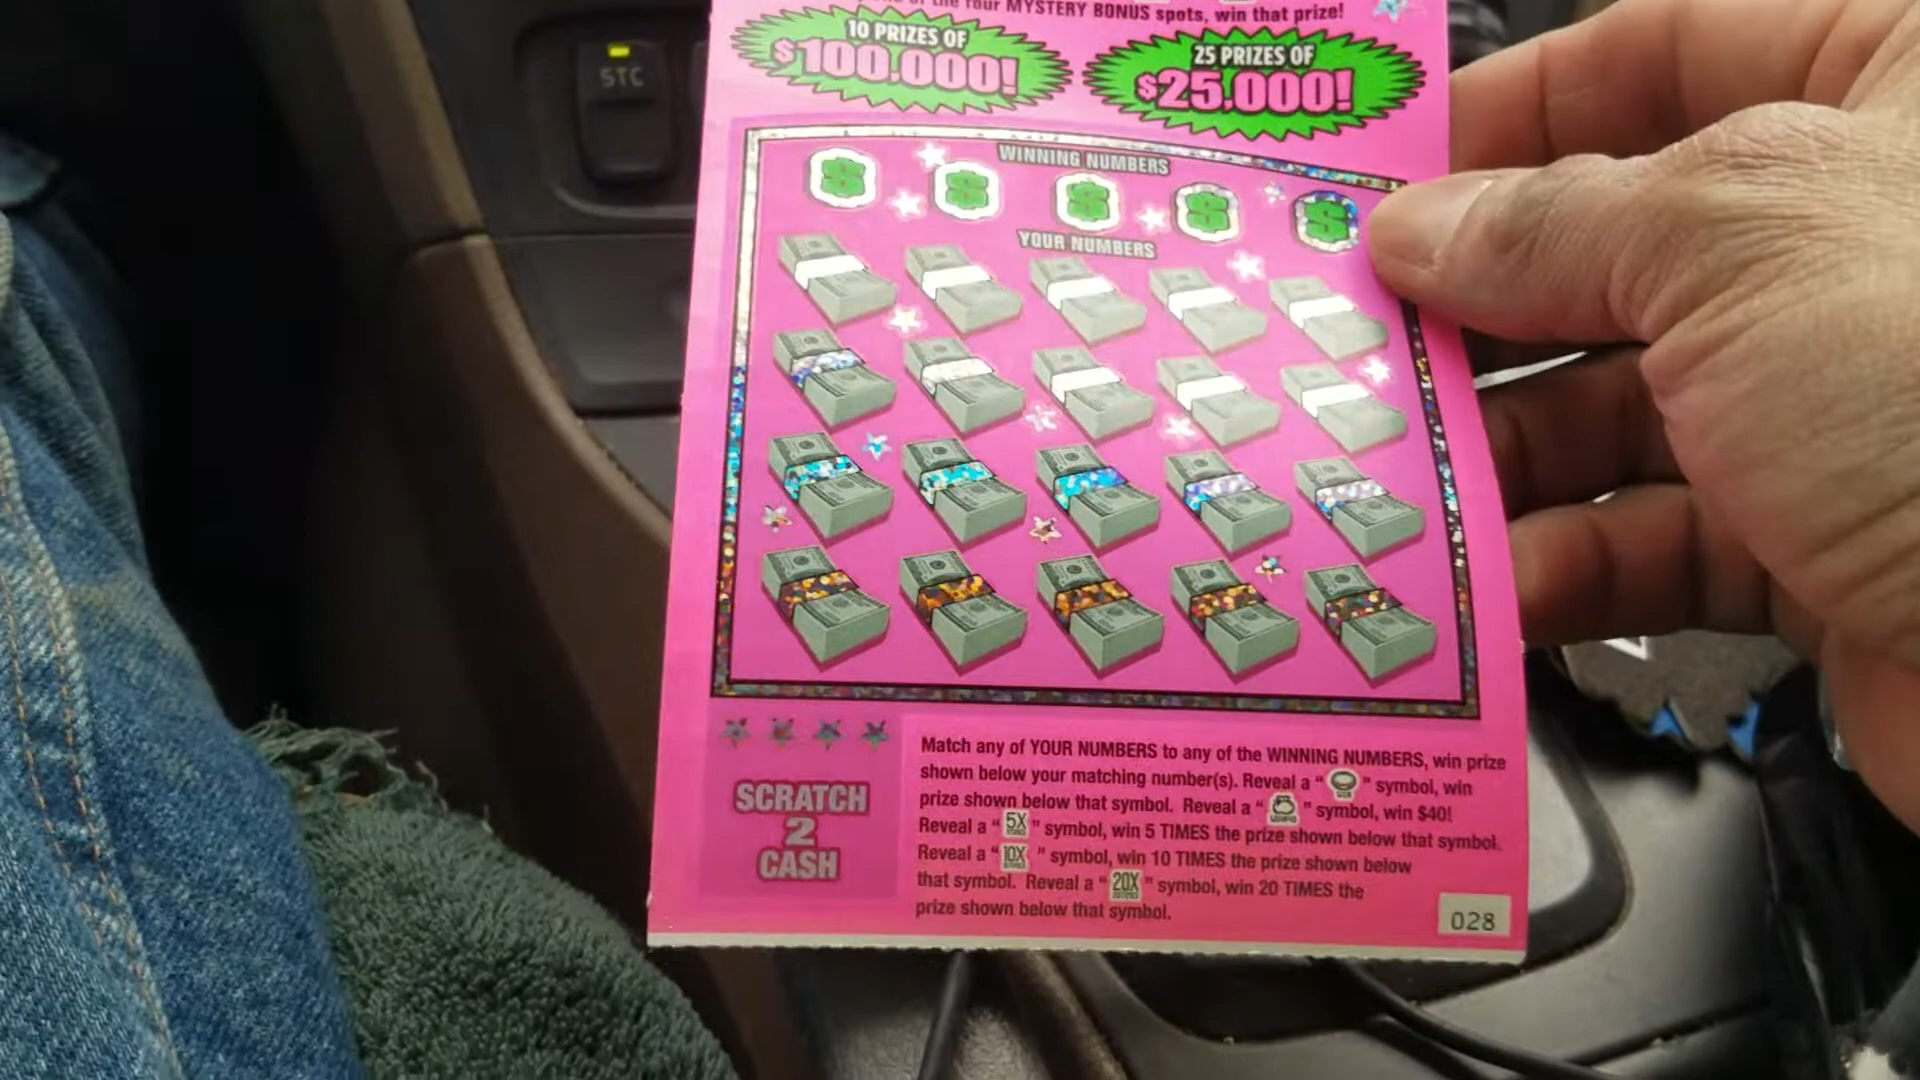 STC
of the four MYSTERY BONUS spots, win that prize!
10 PRIZES OF
$100,000!
25 PRIZES OF
$25,000!
WINNING NUMBERS
$ $ $ $ $
YOUR NUMBERS
SCRATCH
2
CASH
Match any of YOUR NUMBERS to any of the WINNING NUMBERS, win prize
shown below your matching number(s). Reveal a " " symbol, win
prize shown below that symbol. Reveal a " " symbol, win $40!
Reveal a " 5X " symbol, win 5 TIMES the prize shown below that symbol.
Reveal a " 10X " symbol, win 10 TIMES the prize shown below
that symbol. Reveal a " 20X " symbol, win 20 TIMES the
prize shown below that symbol.
028